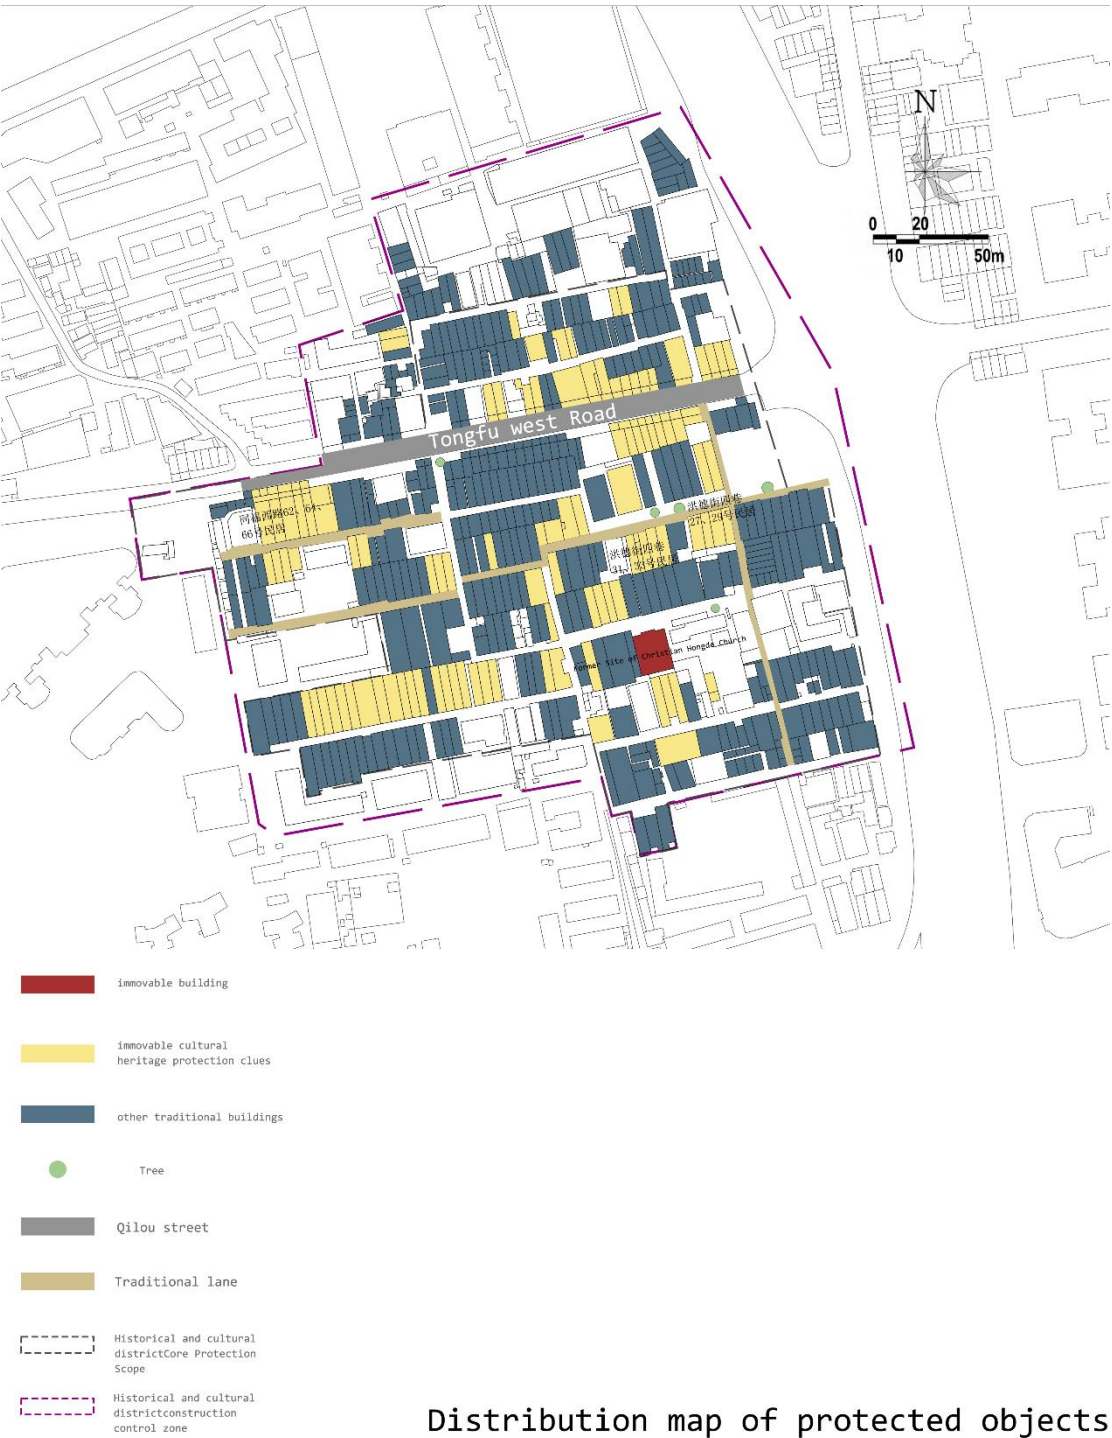 N
0 20
10 50m
Tongfu west Road
同福西路62、64、
66号民居
洪德街四巷
27、29号民居
洪德街四巷
31、33号民居
Former Site of Christian Hongde Church
immovable building
immovable cultural
heritage protection clues
other traditional buildings
Tree
Qilou street
Traditional lane
Historical and cultural
districtCore Protection
Scope
Historical and cultural
districtconstruction
control zone
Distribution map of protected objects